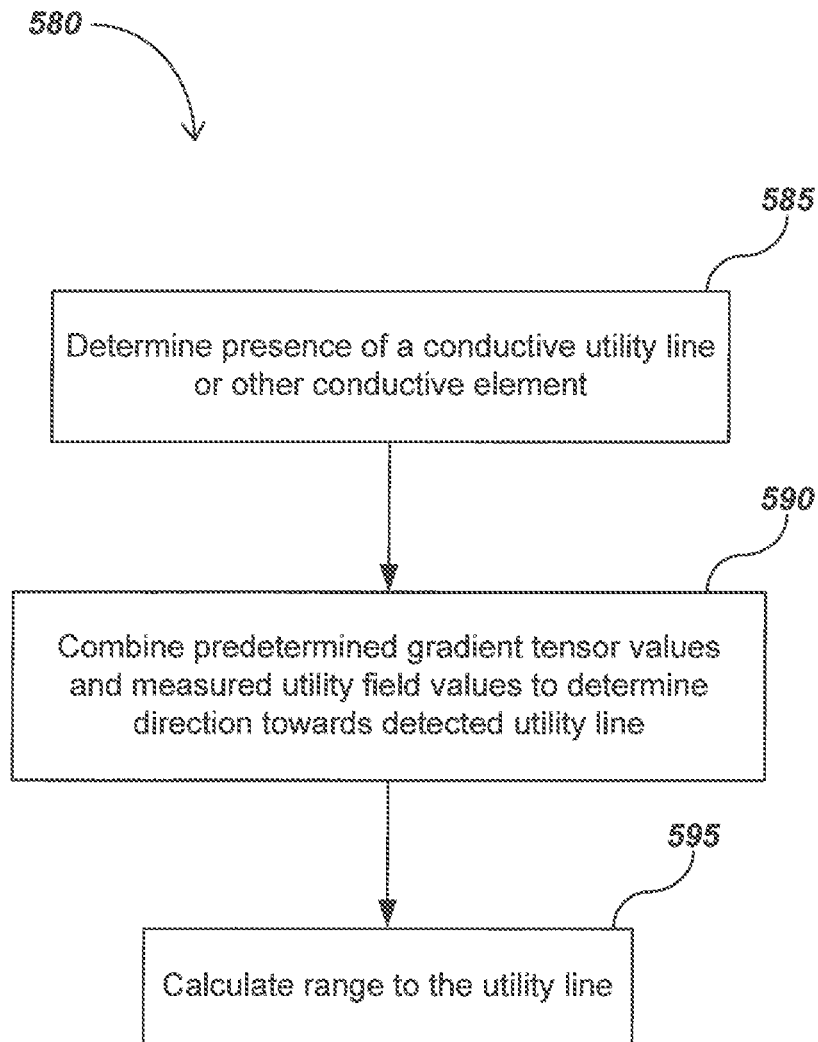 580
585
Determine presence of a conductive utility line
or other conductive element
590
Combine predetermined gradient tensor values
and measured utility field values to determine
direction towards detected utility line
595
Calculate range to the utility line